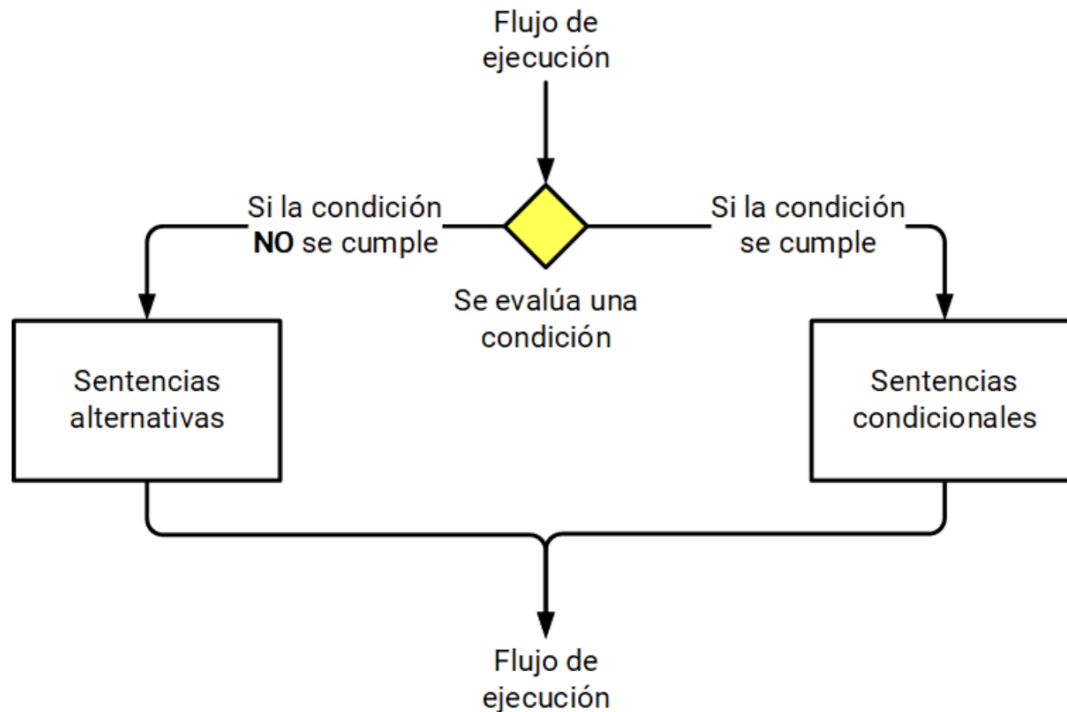 Flujo de
ejecución
Si la condición
NO se cumple
Si la condición
se cumple
Se evalúa una
condición
Sentencias
alternativas
Sentencias
condicionales
Flujo de
ejecución